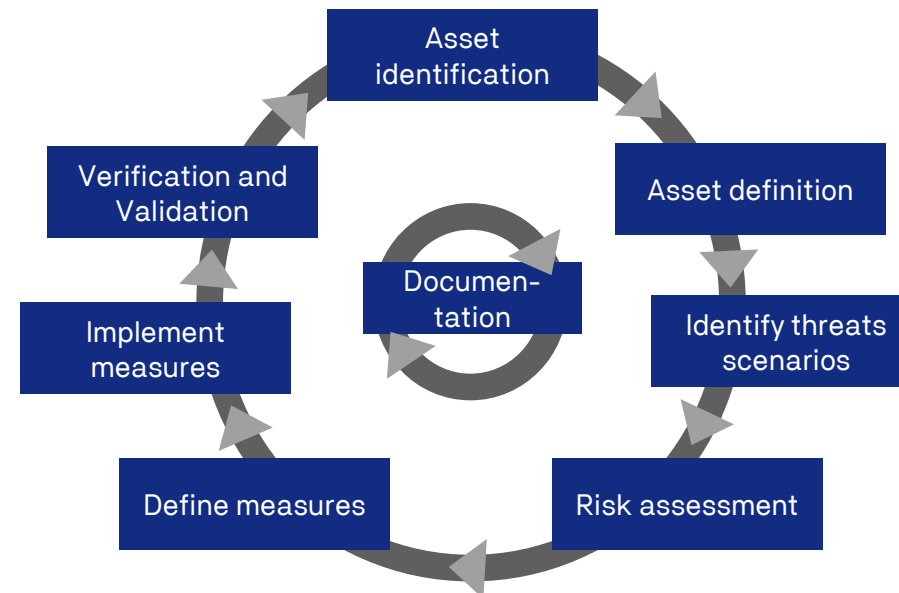 Asset
identification
Asset definition
Identify threats
scenarios
Risk assessment
Define measures
Implement
measures
Verification and
Validation
Documen-
tation